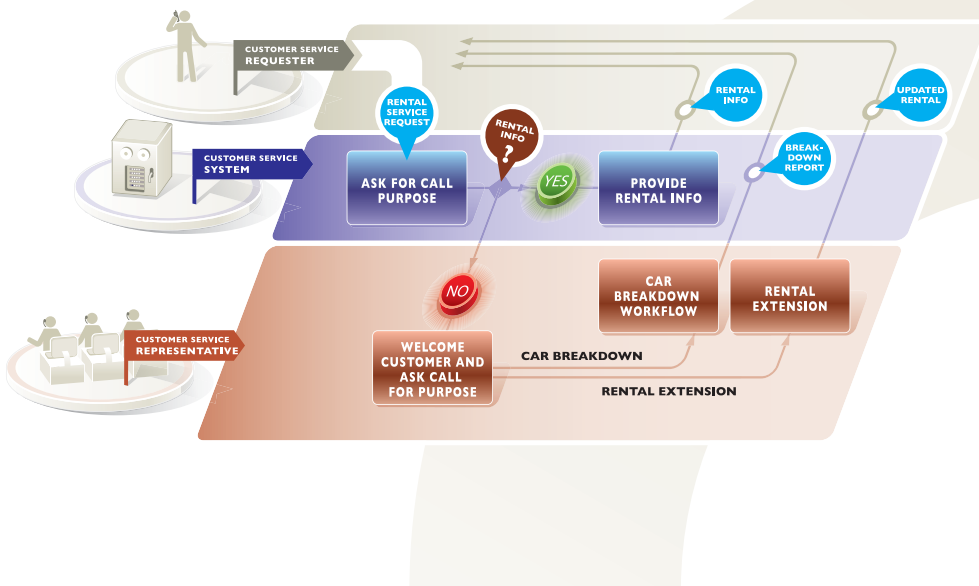 CUSTOMER SERVICE
REQUESTER
RENTAL
SERVICE
REQUEST
RENTAL
INFO
?
RENTAL
INFO
UPDATED
RENTAL
BREAK-
DOWN
REPORT
CUSTOMER SERVICE
SYSTEM
ASK FOR CALL
PURPOSE
YES
PROVIDE
RENTAL INFO
NO
CAR
BREAKDOWN
WORKFLOW
RENTAL
EXTENSION
CUSTOMER SERVICE
REPRESENTATIVE
WELCOME
CUSTOMER AND
ASK CALL
FOR PURPOSE
CAR BREAKDOWN
RENTAL EXTENSION